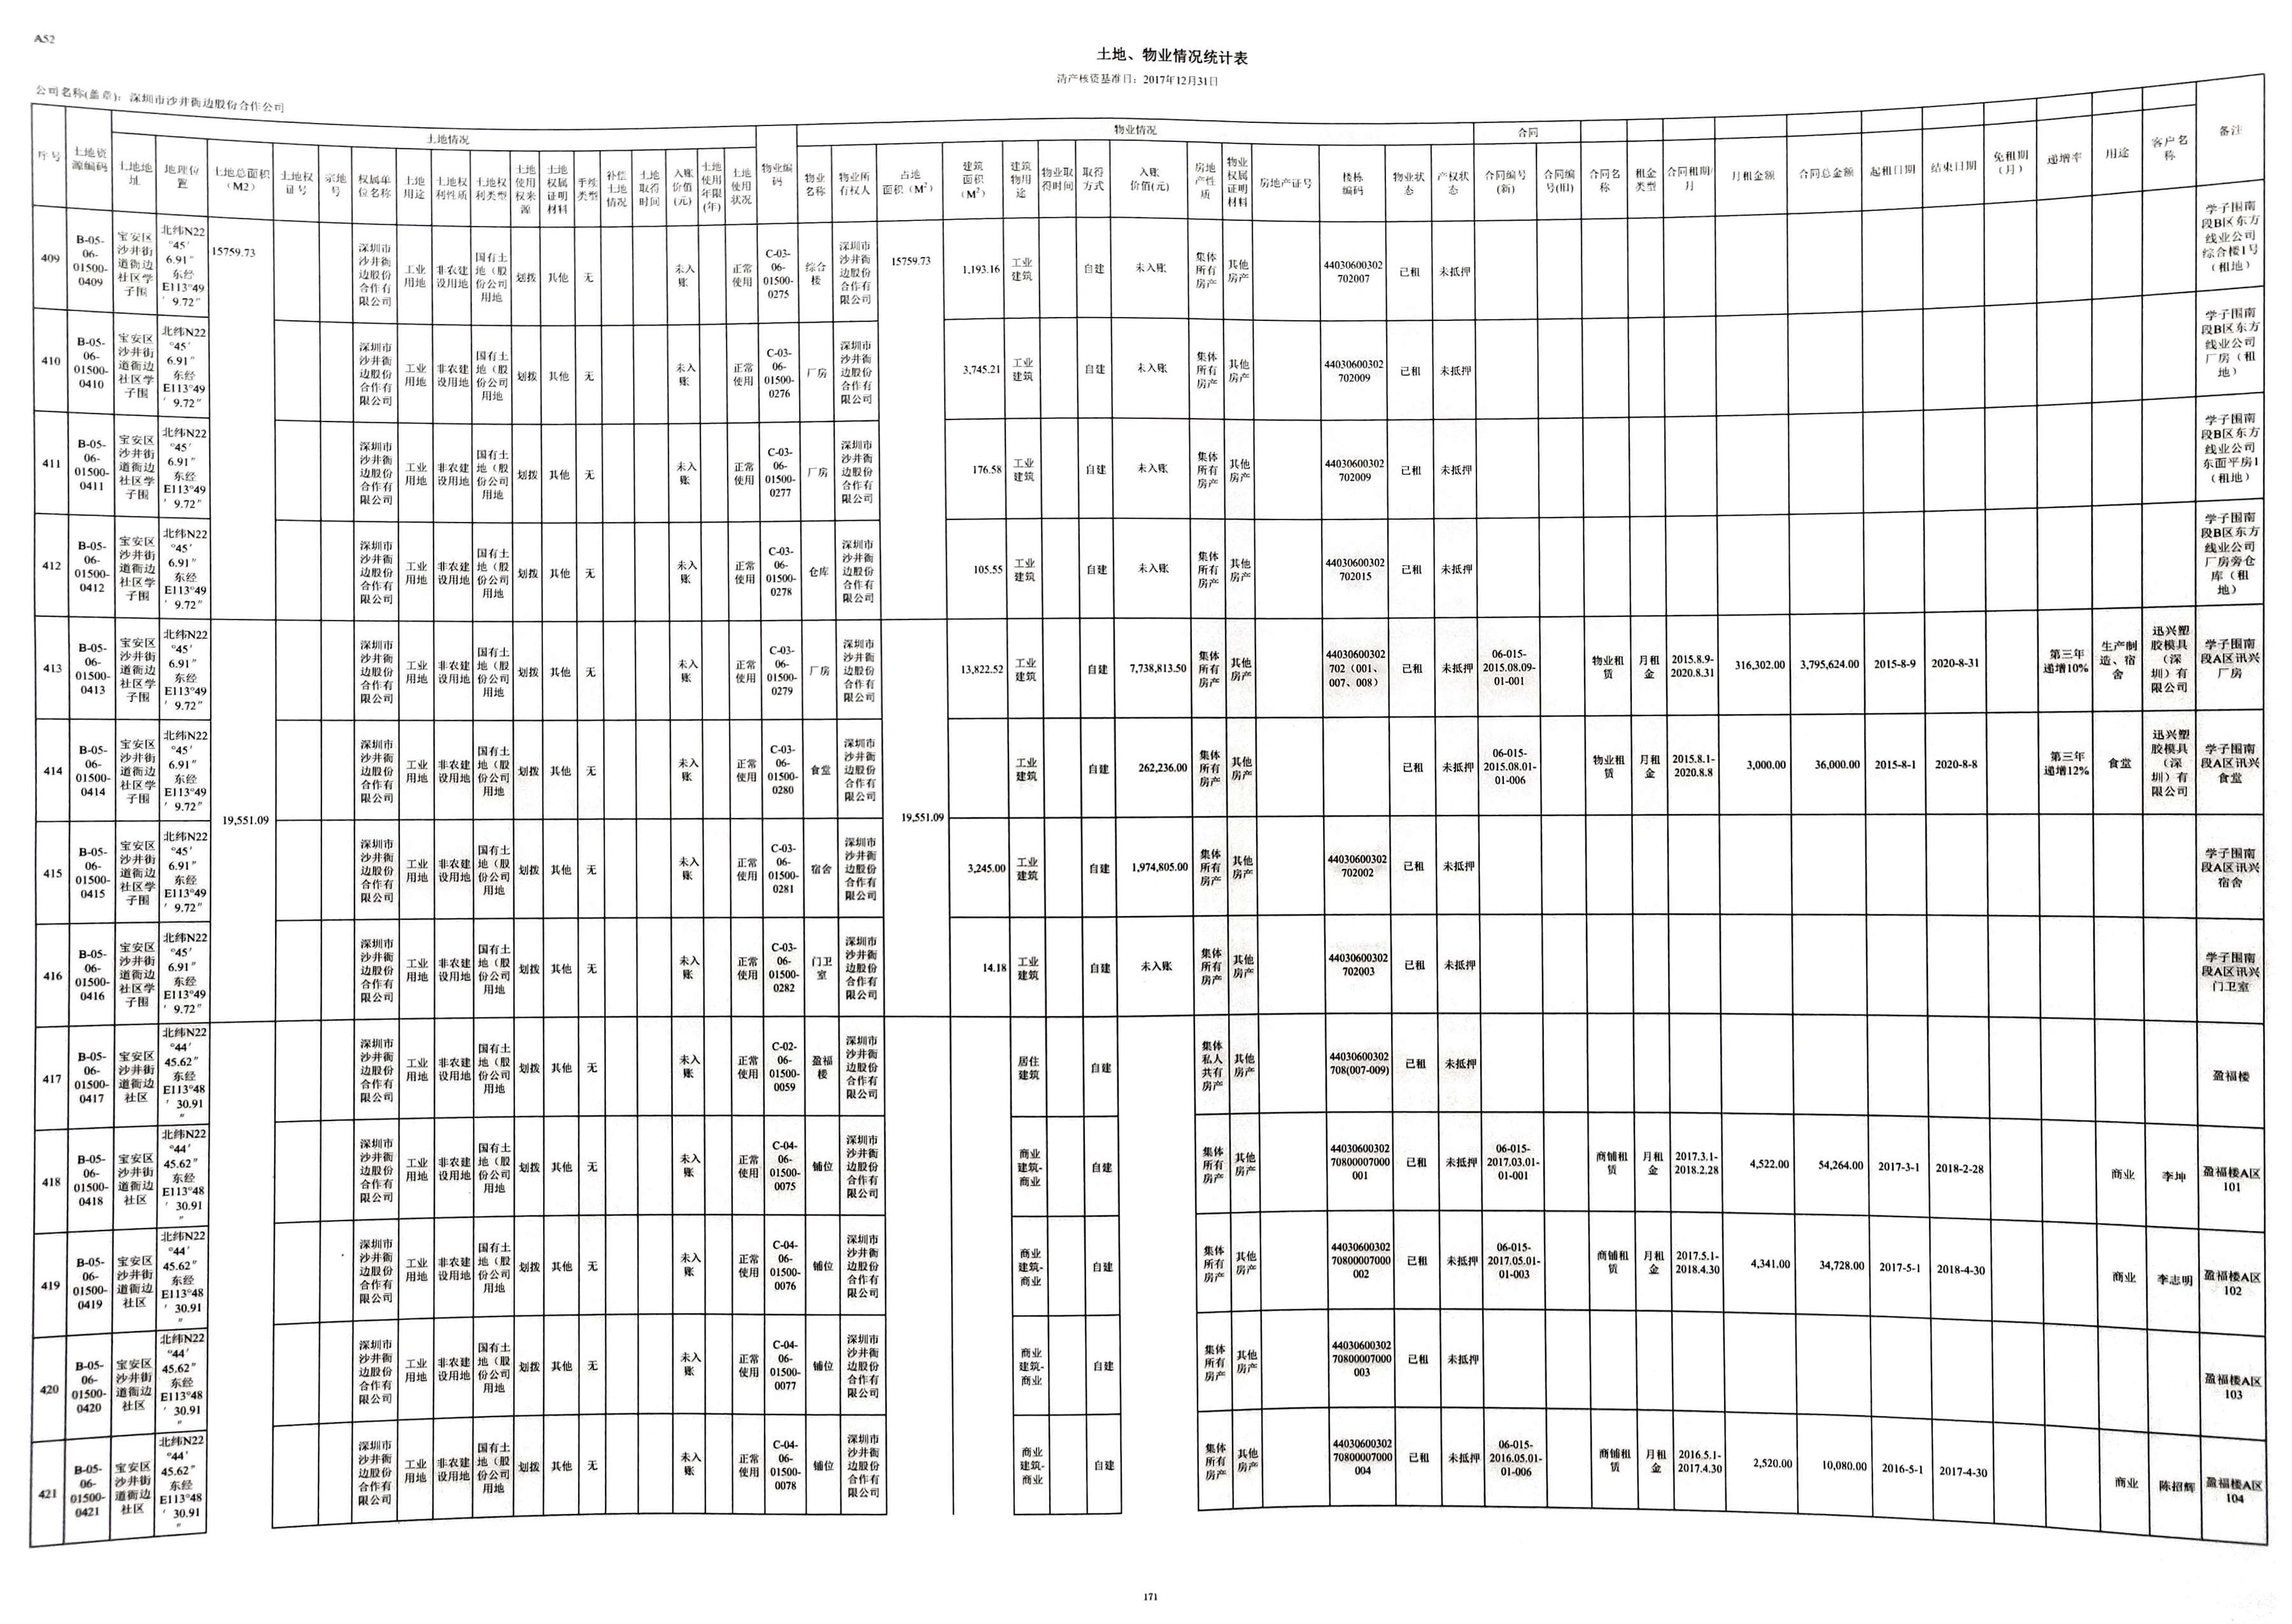 A52
土地、物业情况统计表
清产核资基准日：2017年12月31日
公司名称(盖章)：深圳市沙井衙边股份合作公司
序号 土地资源编码 土地情况 物业编码 物业情况 合同 客户名称 备注
土地地址 地理位置 土地总面积（M2） 土地权证号 宗地号 权属单位名称 土地用途 土地权利性质 土地权利类型 土地使用权来源 土地权属证明材料 手续类型 补偿土地情况 土地取得时间 入账价值(元) 土地使用年限(年) 土地使用状况 物业名称 物业所有权人 占地面积（M²） 建筑面积（M²） 建筑物用途 物业取得时间 取得方式 入账价值(元) 房地产性质 物业权属证明材料 房地产证号 楼栋编码 物业状态 产权状态 合同编号(新) 合同编号(旧) 合同名称 租金类型 合同租期/月 月租金额 合同总金额 起租日期 结束日期 免租期（月） 递增率 用途
409 B-05-06-01500-0409 宝安区沙井街道衙边社区学子围 北纬N22°45′6.91″东经E113°49′9.72″ 15759.73 深圳市沙井衙边股份合作有限公司 工业用地 非农建设用地 国有土地（股份公司用地 划拨 其他 无 未入账 正常使用 C-03-06-01500-0275 综合楼 深圳市沙井衙边股份合作有限公司 15759.73 1,193.16 工业建筑 自建 未入账 集体所有房产 其他房产 44030600302702007 已租 未抵押 学子围南段B区东方线业公司综合楼1号（租地）
410 B-05-06-01500-0410 宝安区沙井街道衙边社区学子围 北纬N22°45′6.91″东经E113°49′9.72″ 深圳市沙井衙边股份合作有限公司 工业用地 非农建设用地 国有土地（股份公司用地 划拨 其他 无 未入账 正常使用 C-03-06-01500-0276 厂房 深圳市沙井衙边股份合作有限公司 3,745.21 工业建筑 自建 未入账 集体所有房产 其他房产 44030600302702009 已租 未抵押 学子围南段B区东方线业公司厂房（租地）
411 B-05-06-01500-0411 宝安区沙井街道衙边社区学子围 北纬N22°45′6.91″东经E113°49′9.72″ 深圳市沙井衙边股份合作有限公司 工业用地 非农建设用地 国有土地（股份公司用地 划拨 其他 无 未入账 正常使用 C-03-06-01500-0277 厂房 深圳市沙井衙边股份合作有限公司 176.58 工业建筑 自建 未入账 集体所有房产 其他房产 44030600302702009 已租 未抵押 学子围南段B区东方线业公司东面平房1（租地）
412 B-05-06-01500-0412 宝安区沙井街道衙边社区学子围 北纬N22°45′6.91″东经E113°49′9.72″ 深圳市沙井衙边股份合作有限公司 工业用地 非农建设用地 国有土地（股份公司用地 划拨 其他 无 未入账 正常使用 C-03-06-01500-0278 仓库 深圳市沙井衙边股份合作有限公司 105.55 工业建筑 自建 未入账 集体所有房产 其他房产 44030600302702015 已租 未抵押 学子围南段B区东方线业公司厂房旁仓库（租地）
413 B-05-06-01500-0413 宝安区沙井街道衙边社区学子围 北纬N22°45′6.91″东经E113°49′9.72″ 19,551.09 深圳市沙井衙边股份合作有限公司 工业用地 非农建设用地 国有土地（股份公司用地 划拨 其他 无 未入账 正常使用 C-03-06-01500-0279 厂房 深圳市沙井衙边股份合作有限公司 19,551.09 13,822.52 工业建筑 自建 7,738,813.50 集体所有房产 其他房产 44030600302702（001、007、008） 已租 未抵押 06-015-2015.08.09-01-001 物业租赁 月租金 2015.8.9-2020.8.31 316,302.00 3,795,624.00 2015-8-9 2020-8-31 第三年递增10% 生产制造、宿舍 迅兴塑胶模具（深圳）有限公司 学子围南段A区讯兴厂房
414 B-05-06-01500-0414 宝安区沙井街道衙边社区学子围 北纬N22°45′6.91″东经E113°49′9.72″ 深圳市沙井衙边股份合作有限公司 工业用地 非农建设用地 国有土地（股份公司用地 划拨 其他 无 未入账 正常使用 C-03-06-01500-0280 食堂 深圳市沙井衙边股份合作有限公司 工业建筑 自建 262,236.00 集体所有房产 其他房产 已租 未抵押 06-015-2015.08.01-01-006 物业租赁 月租金 2015.8.1-2020.8.8 3,000.00 36,000.00 2015-8-1 2020-8-8 第三年递增12% 食堂 迅兴塑胶模具（深圳）有限公司 学子围南段A区讯兴食堂
415 B-05-06-01500-0415 宝安区沙井街道衙边社区学子围 北纬N22°45′6.91″东经E113°49′9.72″ 深圳市沙井衙边股份合作有限公司 工业用地 非农建设用地 国有土地（股份公司用地 划拨 其他 无 未入账 正常使用 C-03-06-01500-0281 宿舍 深圳市沙井衙边股份合作有限公司 3,245.00 工业建筑 自建 1,974,805.00 集体所有房产 其他房产 44030600302702002 已租 未抵押 学子围南段A区讯兴宿舍
416 B-05-06-01500-0416 宝安区沙井街道衙边社区学子围 北纬N22°45′6.91″东经E113°49′9.72″ 深圳市沙井衙边股份合作有限公司 工业用地 非农建设用地 国有土地（股份公司用地 划拨 其他 无 未入账 正常使用 C-03-06-01500-0282 门卫室 深圳市沙井衙边股份合作有限公司 14.18 工业建筑 自建 未入账 集体所有房产 其他房产 44030600302702003 已租 未抵押 学子围南段A区讯兴门卫室
417 B-05-06-01500-0417 宝安区沙井街道衙边社区 北纬N22°44′45.62″东经E113°48′30.91″ 深圳市沙井衙边股份合作有限公司 工业用地 非农建设用地 国有土地（股份公司用地 划拨 其他 无 未入账 正常使用 C-02-06-01500-0059 盈福楼 深圳市沙井衙边股份合作有限公司 居住建筑 自建 集体私人共有房产 其他房产 44030600302708(007-009) 已租 未抵押 盈福楼
418 B-05-06-01500-0418 宝安区沙井街道衙边社区 北纬N22°44′45.62″东经E113°48′30.91″ 深圳市沙井衙边股份合作有限公司 工业用地 非农建设用地 国有土地（股份公司用地 划拨 其他 无 未入账 正常使用 C-04-06-01500-0075 铺位 深圳市沙井衙边股份合作有限公司 商业建筑-商业 自建 集体所有房产 其他房产 4403060030270800007000001 已租 未抵押 06-015-2017.03.01-01-001 商铺租赁 月租金 2017.3.1-2018.2.28 4,522.00 54,264.00 2017-3-1 2018-2-28 商业 李坤 盈福楼A区101
419 B-05-06-01500-0419 宝安区沙井街道衙边社区 北纬N22°44′45.62″东经E113°48′30.91″ 深圳市沙井衙边股份合作有限公司 工业用地 非农建设用地 国有土地（股份公司用地 划拨 其他 无 未入账 正常使用 C-04-06-01500-0076 铺位 深圳市沙井衙边股份合作有限公司 商业建筑-商业 自建 集体所有房产 其他房产 4403060030270800007000002 已租 未抵押 06-015-2017.05.01-01-003 商铺租赁 月租金 2017.5.1-2018.4.30 4,341.00 34,728.00 2017-5-1 2018-4-30 商业 李志明 盈福楼A区102
420 B-05-06-01500-0420 宝安区沙井街道衙边社区 北纬N22°44′45.62″东经E113°48′30.91″ 深圳市沙井衙边股份合作有限公司 工业用地 非农建设用地 国有土地（股份公司用地 划拨 其他 无 未入账 正常使用 C-04-06-01500-0077 铺位 深圳市沙井衙边股份合作有限公司 商业建筑-商业 自建 集体所有房产 其他房产 4403060030270800007000003 已租 未抵押 盈福楼A区103
421 B-05-06-01500-0421 宝安区沙井街道衙边社区 北纬N22°44′45.62″东经E113°48′30.91″ 深圳市沙井衙边股份合作有限公司 工业用地 非农建设用地 国有土地（股份公司用地 划拨 其他 无 未入账 正常使用 C-04-06-01500-0078 铺位 深圳市沙井衙边股份合作有限公司 商业建筑-商业 自建 集体所有房产 其他房产 4403060030270800007000004 已租 未抵押 06-015-2016.05.01-01-006 商铺租赁 月租金 2016.5.1-2017.4.30 2,520.00 10,080.00 2016-5-1 2017-4-30 商业 陈招辉 盈福楼A区104
171